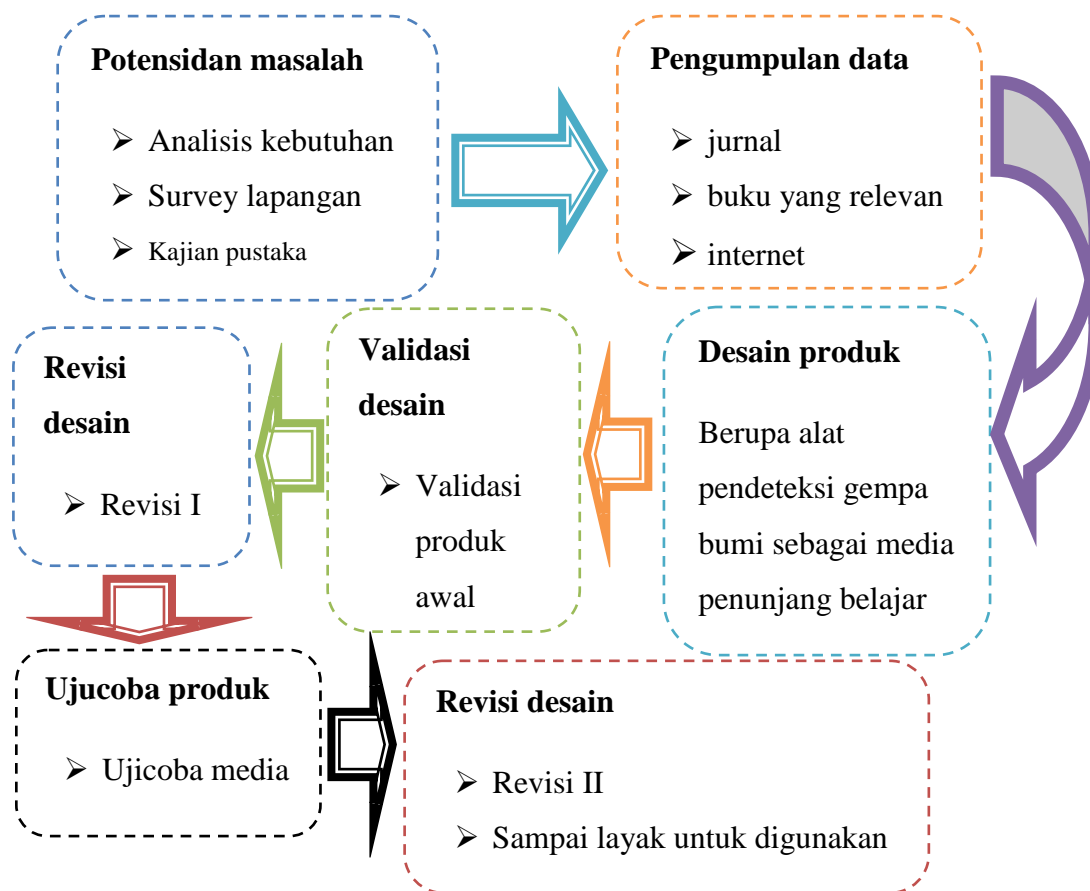 Potensidan masalah
➢ Analisis kebutuhan
➢ Survey lapangan
➢ Kajian pustaka
Pengumpulan data
➢ jurnal
➢ buku yang relevan
➢ internet
Desain produk
Berupa alat
pendeteksi gempa
bumi sebagai media
penunjang belajar
Validasi
desain
➢ Validasi
produk
awal
Revisi
desain
➢ Revisi I
Ujucoba produk
➢ Ujicoba media
Revisi desain
➢ Revisi II
➢ Sampai layak untuk digunakan